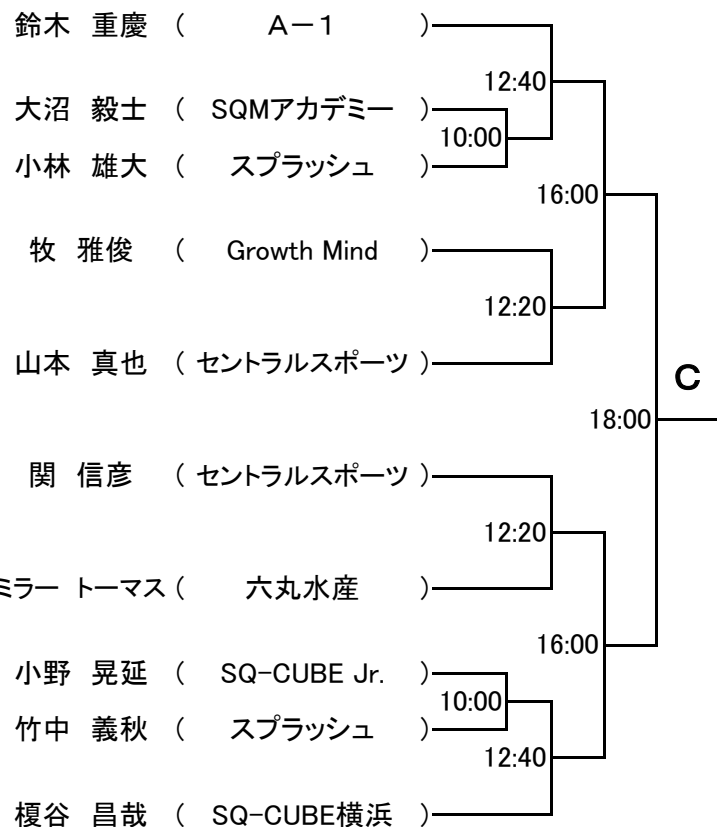 鈴木 重慶 ( A－1 )
12:40
大沼 毅士 ( SQMアカデミー )
10:00
小林 雄大 ( スプラッシュ )
16:00
牧 雅俊 ( Growth Mind )
12:20
山本 真也 ( セントラルスポーツ )
C
18:00
関 信彦 ( セントラルスポーツ )
12:20
ミラー トーマス ( 六丸水産 )
16:00
小野 晃延 ( SQ-CUBE Jr. )
10:00
竹中 義秋 ( スプラッシュ )
12:40
榎谷 昌哉 ( SQ-CUBE横浜 )